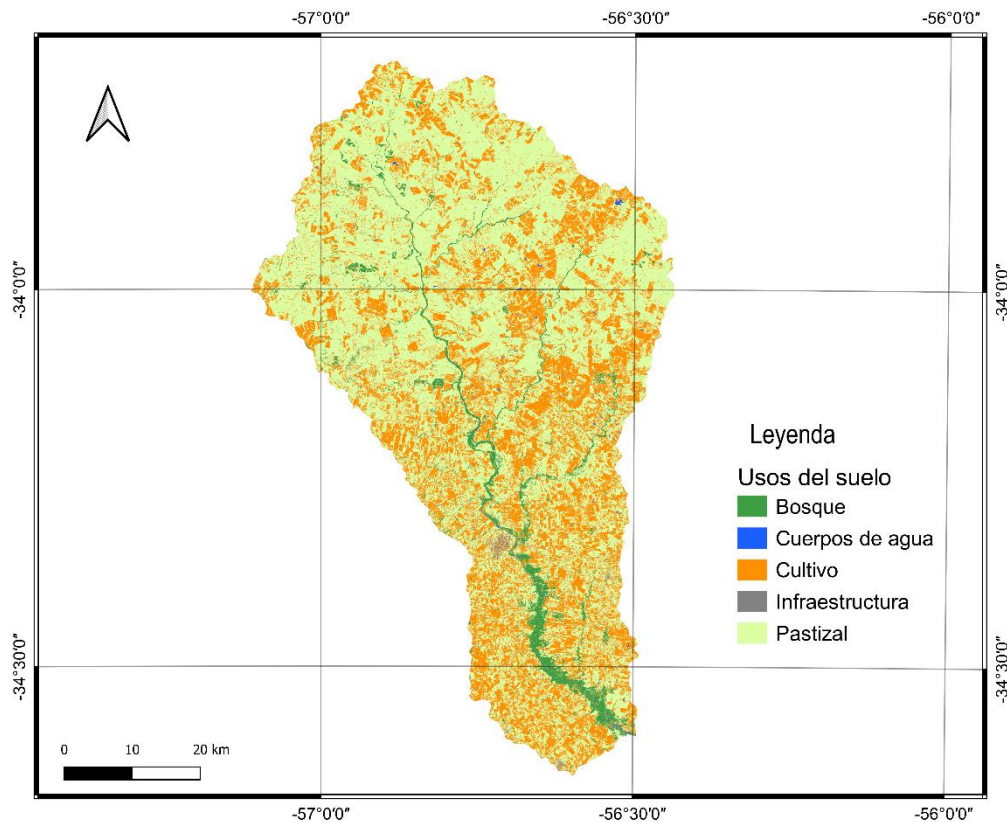 -57°0'0" -56°30'0" -56°0'0"
-34°0'0" -34°0'0"
Leyenda
Usos del suelo
Bosque
Cuerpos de agua
Cultivo
Infraestructura
Pastizal
-34°30'0" -34°30'0"
0 10 20 km
-57°0'0" -56°30'0" -56°0'0"